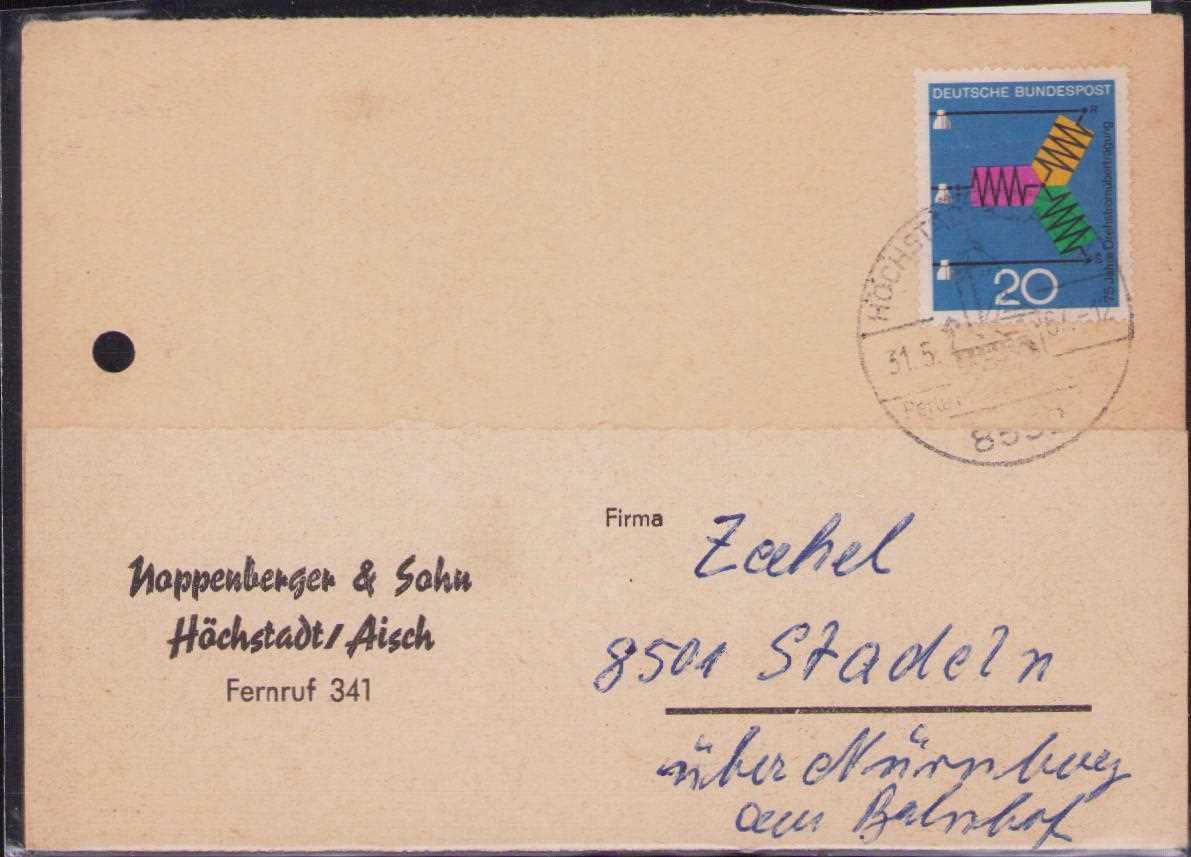 DEUTSCHE BUNDESPOST
R
S
75 Jahre Drehstromübertragung
20
31.5.
Noppenberger & Sohn
Höchstadt/Aisch
Fernruf 341
Firma
Zahel
8501 Stadeln
über Nürnberg
am Bahnhof